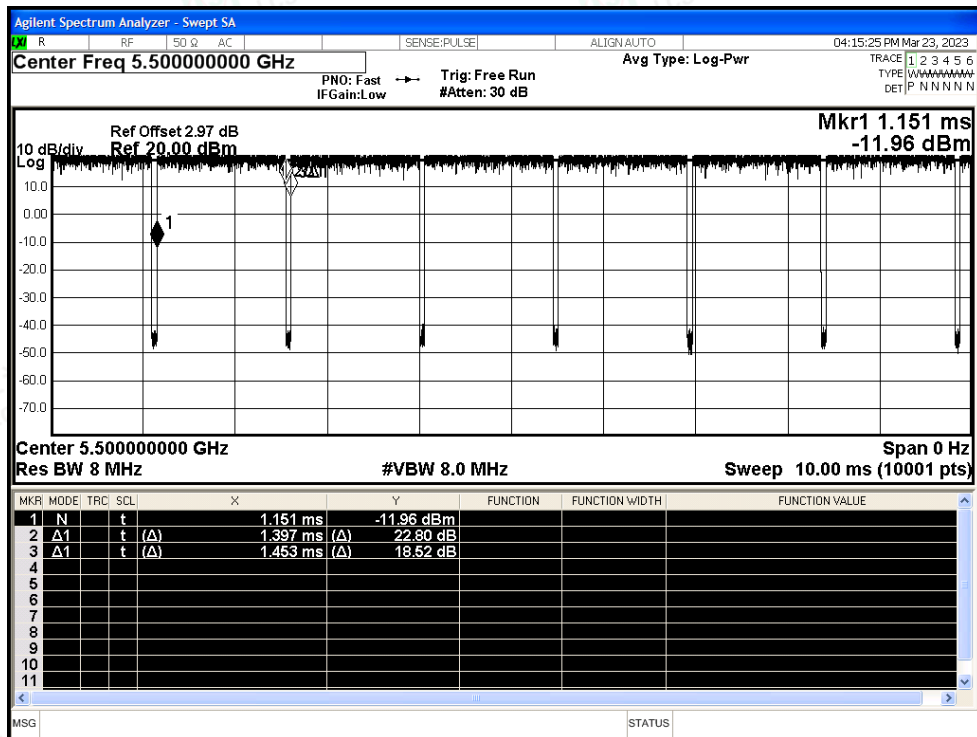 Agilent Spectrum Analyzer - Swept SA
LXI R RF 50 Ω AC SENSE:PULSE ALIGN AUTO 04:15:25 PM Mar 23, 2023
Center Freq 5.500000000 GHz Avg Type: Log-Pwr TRACE 1 2 3 4 5 6
PNO: Fast Trig: Free Run TYPE WWWWWW
IFGain:Low #Atten: 30 dB DET P N N N N N
Mkr1 1.151 ms
Ref Offset 2.97 dB
10 dB/div Ref 20.00 dBm -11.96 dBm
Log
10.0
0.00
1
-10.0
-20.0
-30.0
-40.0
-50.0
-60.0
-70.0
Center 5.500000000 GHz Span 0 Hz
Res BW 8 MHz #VBW 8.0 MHz Sweep 10.00 ms (10001 pts)
MKR MODE TRC SCL X Y FUNCTION FUNCTION WIDTH FUNCTION VALUE
1 N t 1.151 ms -11.96 dBm
2 Δ1 t (Δ) 1.397 ms (Δ) 22.80 dB
3 Δ1 t (Δ) 1.453 ms (Δ) 18.52 dB
4
5
6
7
8
9
10
11
MSG STATUS